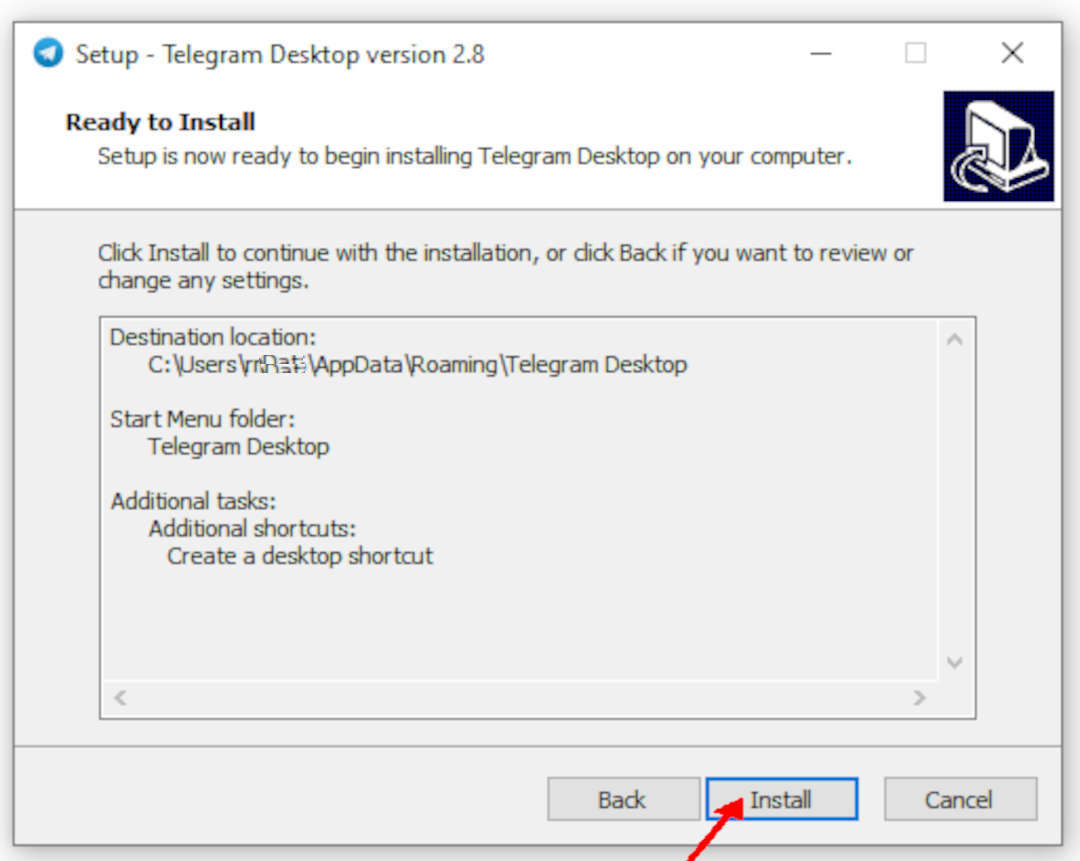 Setup - Telegram Desktop version 2.8
Ready to Install
Setup is now ready to begin installing Telegram Desktop on your computer.
Click Install to continue with the installation, or click Back if you want to review or
change any settings.
Destination location:
C:\Users\ \AppData\Roaming\Telegram Desktop
Start Menu folder:
Telegram Desktop
Additional tasks:
Additional shortcuts:
Create a desktop shortcut
Back Install Cancel